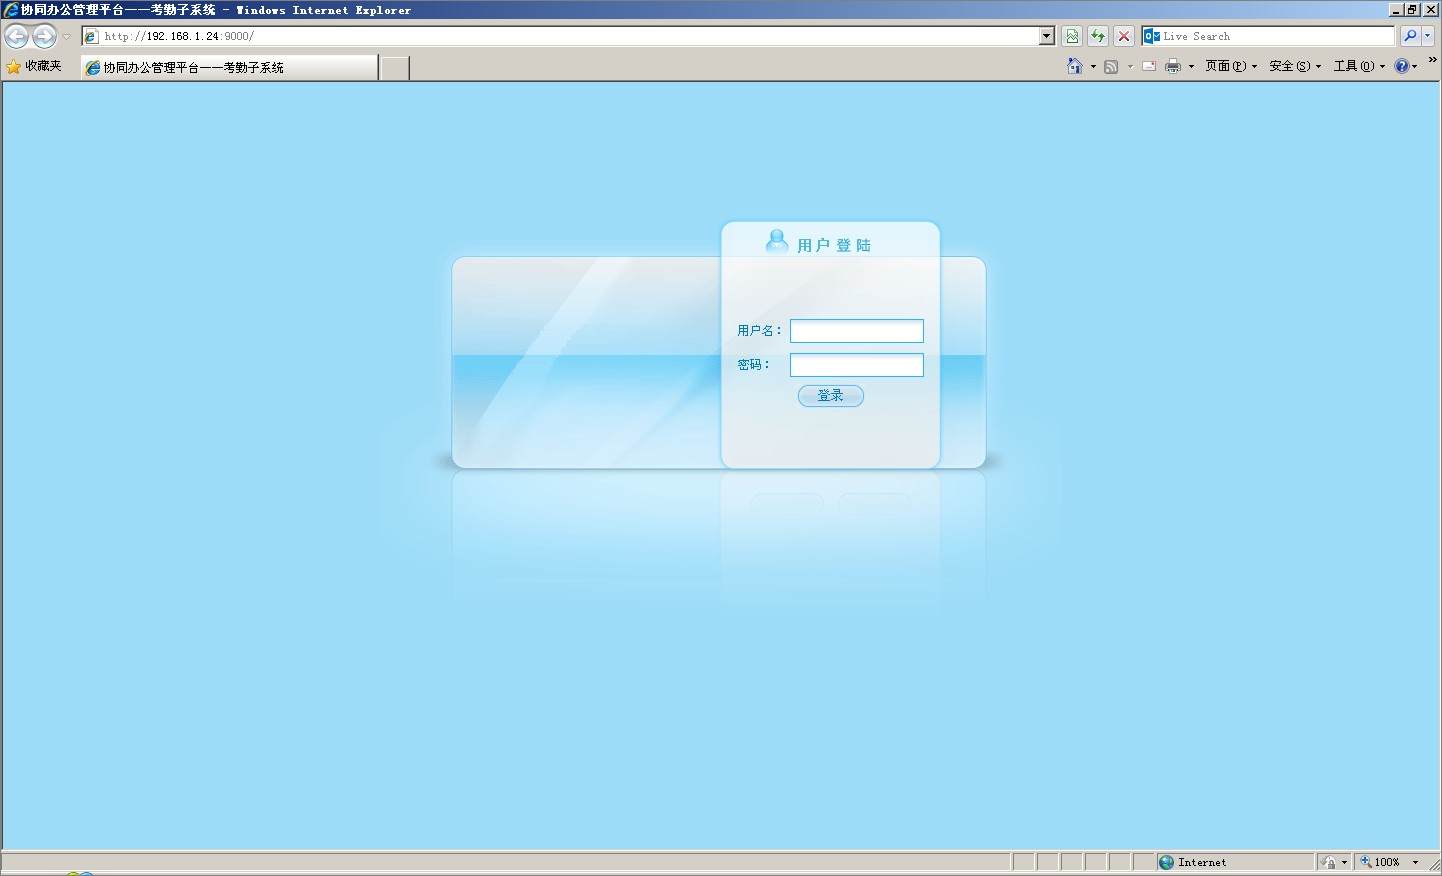 协同办公管理平台——考勤子系统 - Windows Internet Explorer
http://192.168.1.24:9000/
Live Search
收藏夹
协同办公管理平台——考勤子系统
页面(P)
安全(S)
工具(O)
用户登陆
用户名：
密码：
登录
Internet
100%